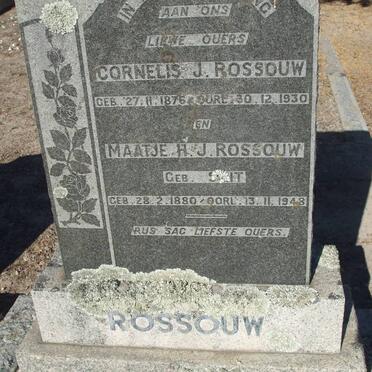 AAN ONS
LIEWE OUERS
CORNELIS J. ROSSOUW
GEB. 27.11.1875 OORL. 30.12.1930
EN
MAATJE H.J. ROSSOUW
GEB.
GEB. 28.2.1880 OORL. 13.11.1948
RUS SAG LIEFSTE OUERS.
ROSSOUW